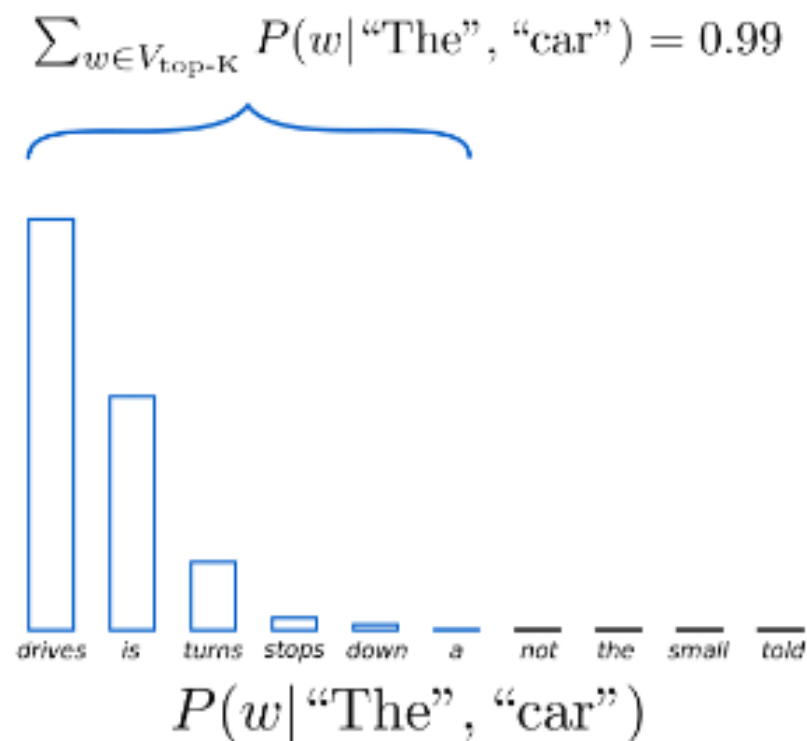 ∑w∈Vtop-K P(w|“The”, “car”) = 0.99
drives is turns stops down a not the small told
P(w|“The”, “car”)